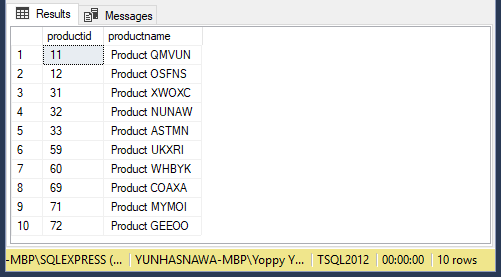 Results Messages
productid productname
1 11 Product QMVUN
2 12 Product OSFNS
3 31 Product XWOXC
4 32 Product NUNAW
5 33 Product ASTMN
6 59 Product UKXRI
7 60 Product WHBYK
8 69 Product COAXA
9 71 Product MYMOI
10 72 Product GEEOO
-MBP\SQLEXPRESS (... YUNHASNAWA-MBP\Yoppy Y... TSQL2012 00:00:00 10 rows